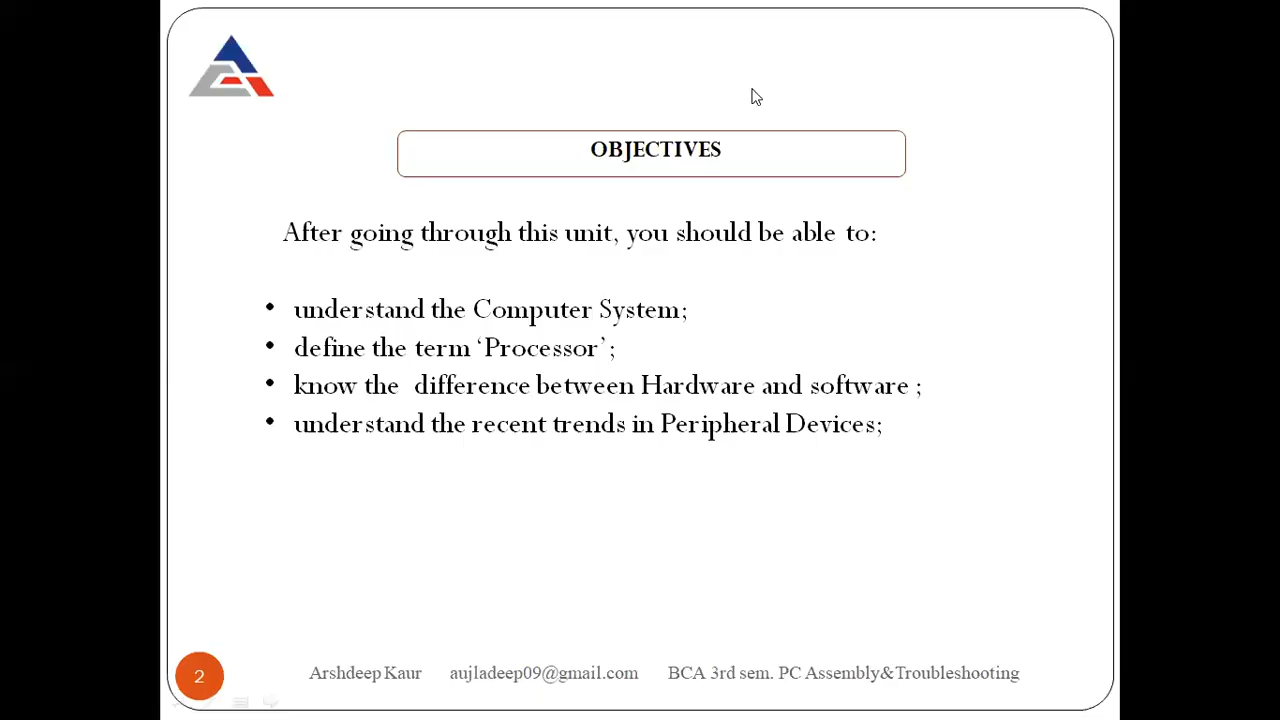 OBJECTIVES
After going through this unit, you should be able to:
• understand the Computer System;
• define the term ‘Processor’;
• know the difference between Hardware and software ;
• understand the recent trends in Peripheral Devices;
2 Arshdeep Kaur aujladeep09@gmail.com BCA 3rd sem. PC Assembly&Troubleshooting